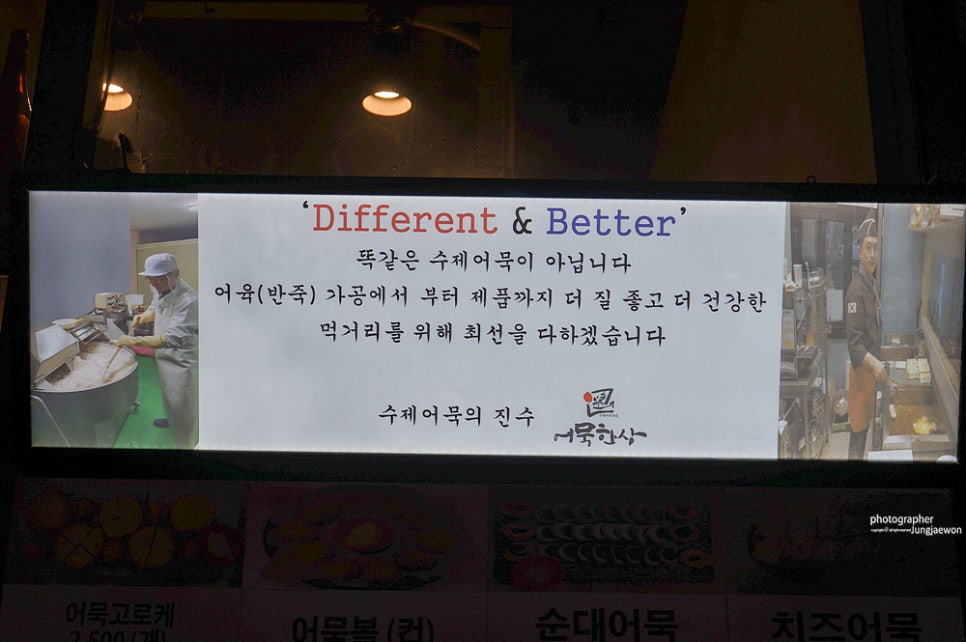 ‘Different & Better’
똑같은 수제어묵이 아닙니다
어육(반죽) 가공에서 부터 제품까지 더 질 좋고 더 건강한
먹거리를 위해 최선을 다하겠습니다
수제어묵의 진수
어묵한상
photographer
Jungjaewon
어묵고로케
2,500 (개)
어묵볼 (컵)
순대어묵
치즈어묵